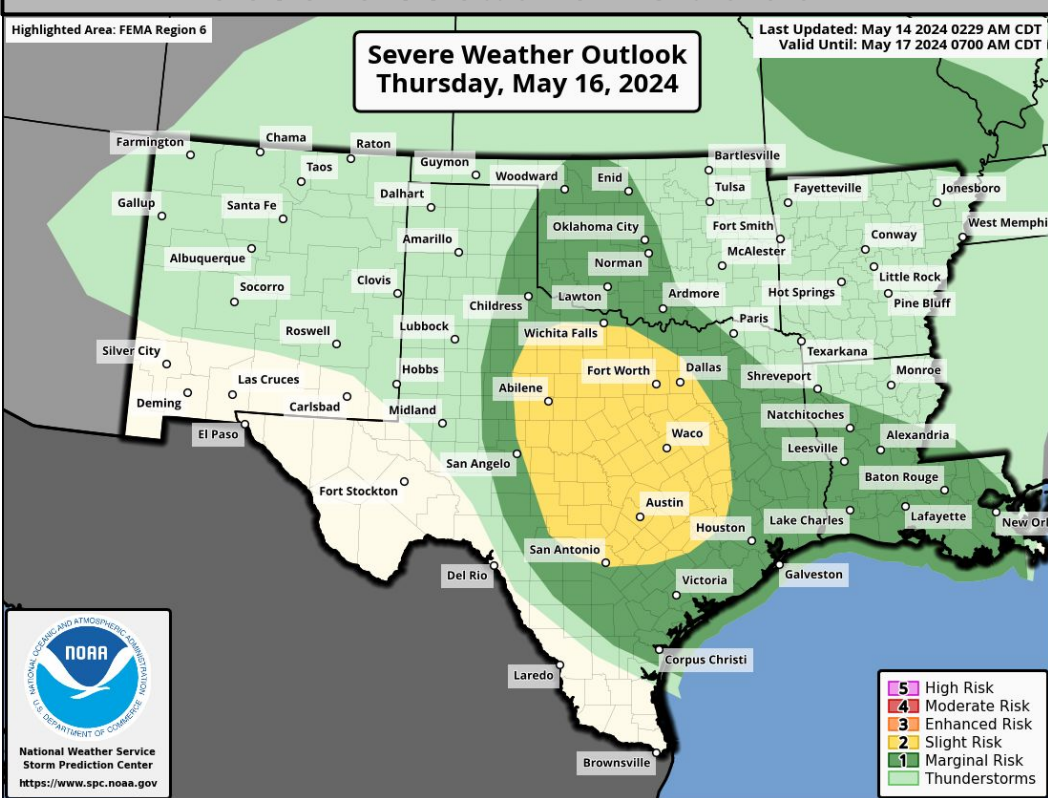 Highlighted Area: FEMA Region 6
Severe Weather Outlook
Thursday, May 16, 2024
Last Updated: May 14 2024 0229 AM CDT
Valid Until: May 17 2024 0700 AM CDT
Farmington
Chama
Raton
Taos
Guymon
Woodward
Enid
Bartlesville
Tulsa
Fayetteville
Jonesboro
Gallup
Santa Fe
Dalhart
Oklahoma City
Fort Smith
Conway
West Memphi
Albuquerque
Amarillo
Norman
McAlester
Little Rock
Socorro
Clovis
Childress
Lawton
Ardmore
Hot Springs
Pine Bluff
Roswell
Lubbock
Wichita Falls
Paris
Texarkana
Silver City
Las Cruces
Hobbs
Fort Worth
Dallas
Shreveport
Monroe
Deming
Carlsbad
Midland
Abilene
Natchitoches
El Paso
Waco
Leesville
Alexandria
San Angelo
Baton Rouge
Fort Stockton
Austin
Houston
Lake Charles
Lafayette
New Orl
San Antonio
Del Rio
Victoria
Galveston
Corpus Christi
Laredo
Brownsville
NATIONAL OCEANIC AND ATMOSPHERIC ADMINISTRATION
NOAA
U.S. DEPARTMENT OF COMMERCE
National Weather Service
Storm Prediction Center
https://www.spc.noaa.gov
5 High Risk
4 Moderate Risk
3 Enhanced Risk
2 Slight Risk
1 Marginal Risk
Thunderstorms